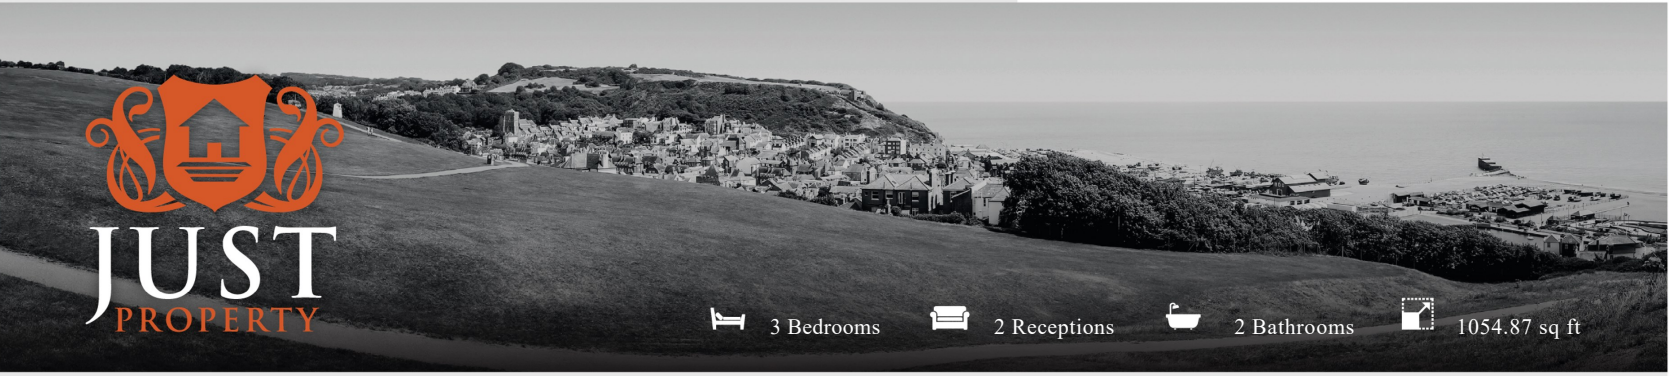 JUST
PROPERTY
3 Bedrooms 2 Receptions 2 Bathrooms 1054.87 sq ft